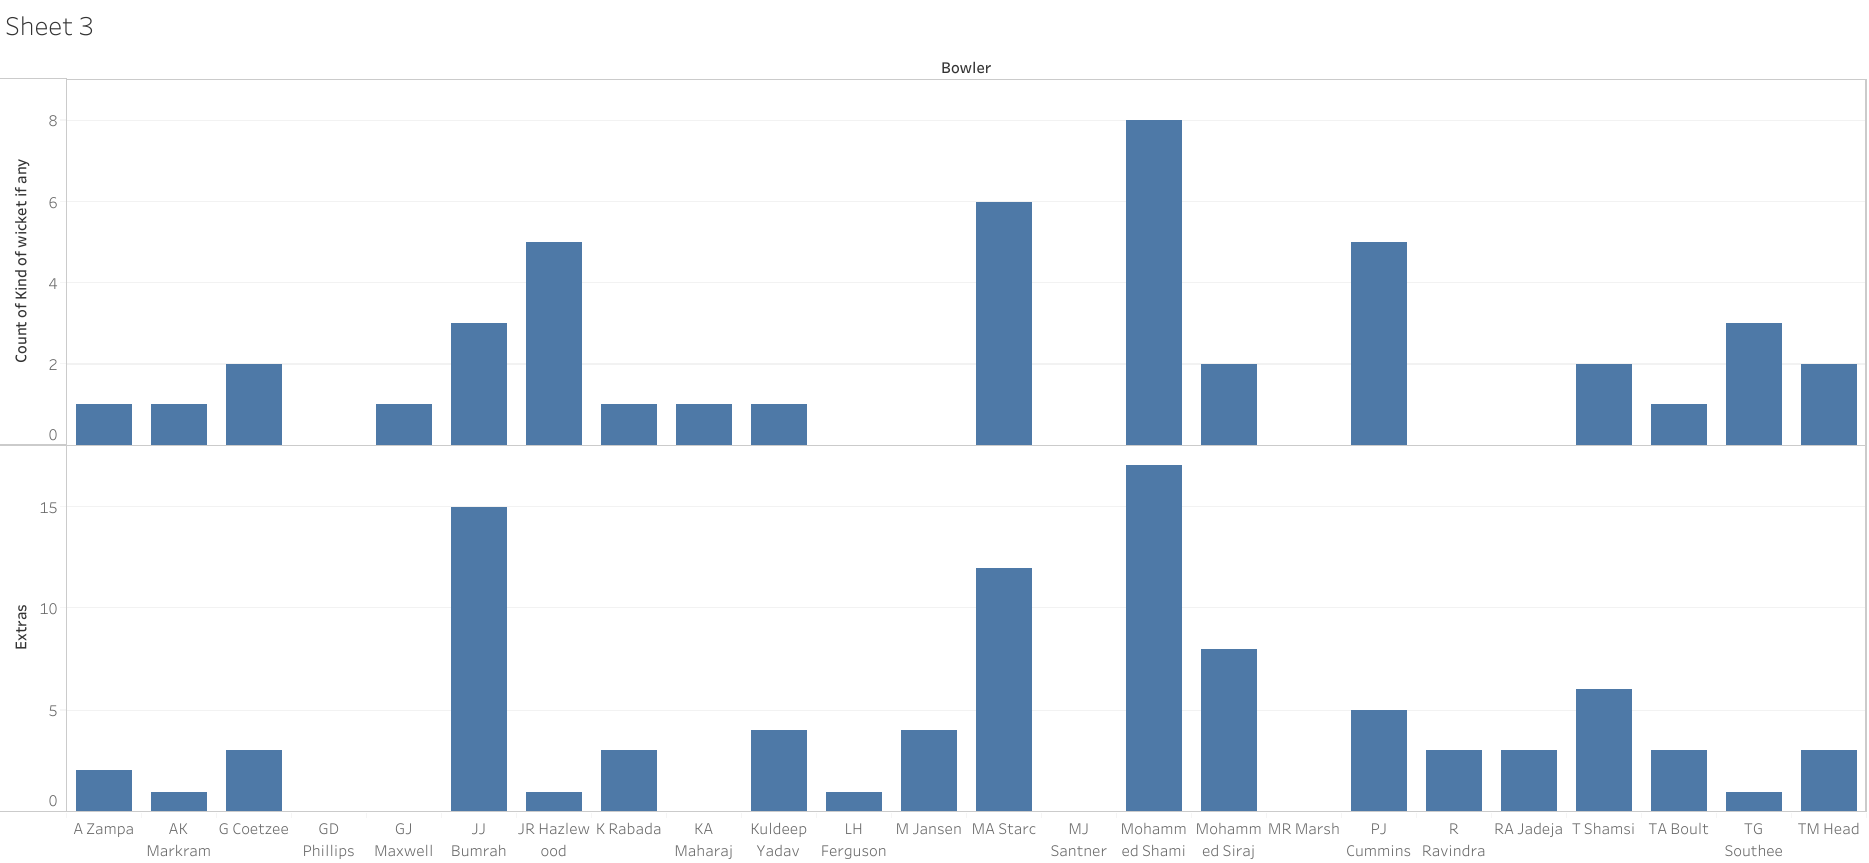 Sheet 3
Bowler
8
6
4
2
0
Count of Kind of wicket if any
15
10
5
0
Extras
A Zampa
AK
Markram
G Coetzee
GD
Phillips
GJ
Maxwell
JJ
Bumrah
JR Hazlew
ood
K Rabada
KA
Maharaj
Kuldeep
Yadav
LH
Ferguson
M Jansen
MA Starc
MJ
Santner
Mohamm
ed Shami
Mohamm
ed Siraj
MR Marsh
PJ
Cummins
R
Ravindra
RA Jadeja
T Shamsi
TA Boult
TG
Southee
TM Head